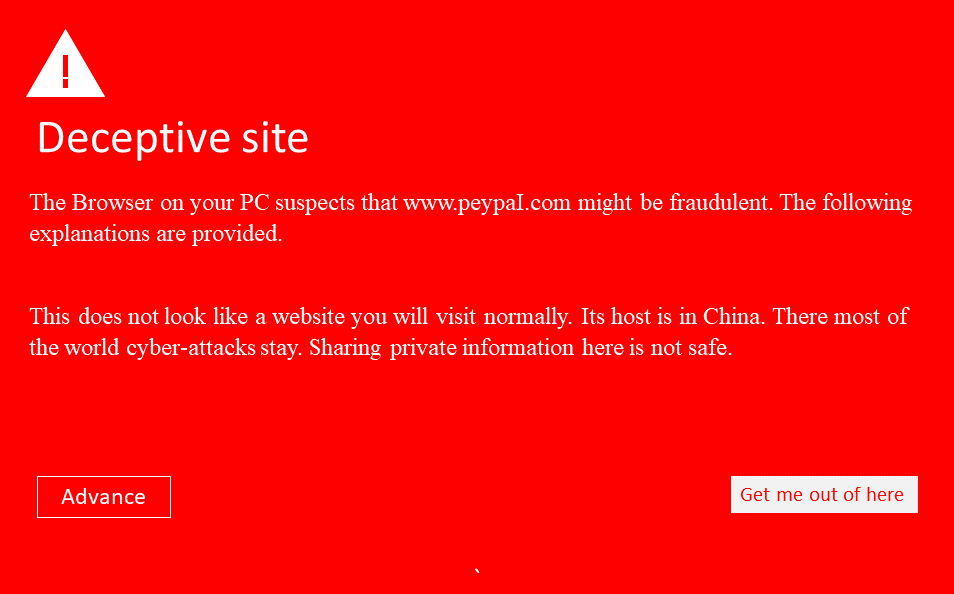 !
Deceptive site
The Browser on your PC suspects that www.peypaI.com might be fraudulent. The following
explanations are provided.
This does not look like a website you will visit normally. Its host is in China. There most of
the world cyber-attacks stay. Sharing private information here is not safe.
Advance
Get me out of here
`